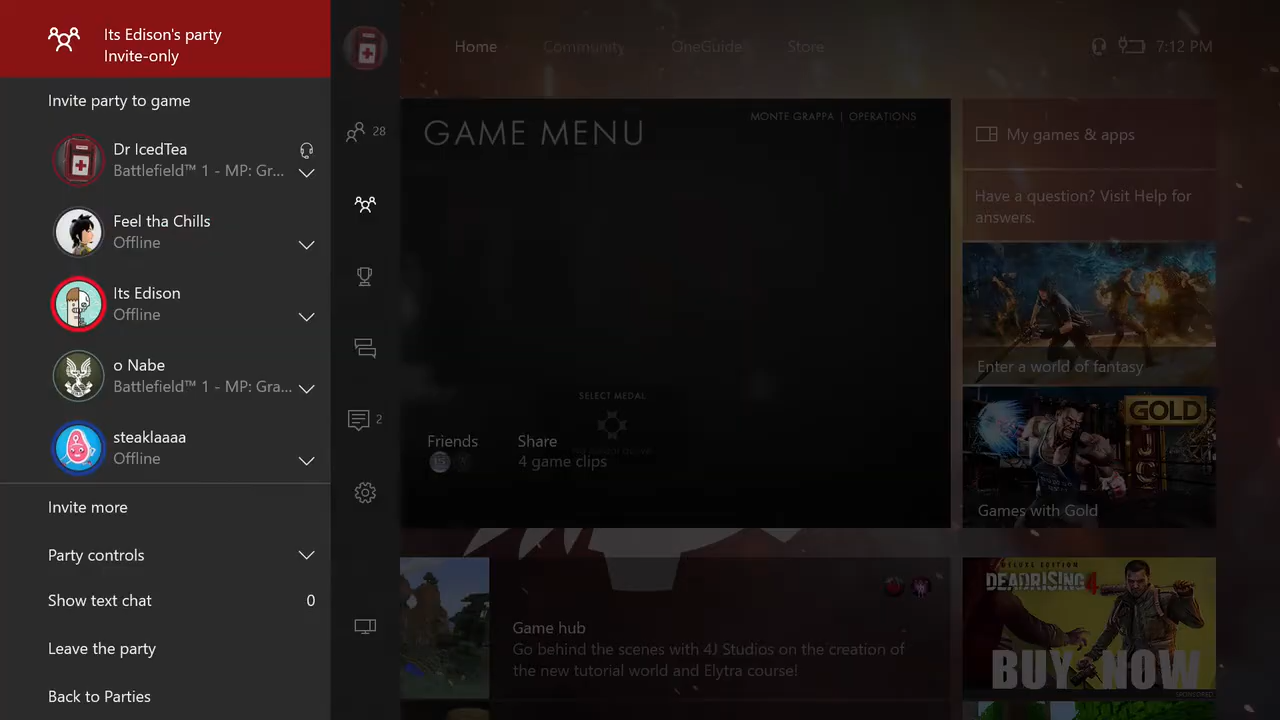 Its Edison's party
Invite-only
Invite party to game
Dr IcedTea
Battlefield™ 1 - MP: Gr...
Feel tha Chills
Offline
Its Edison
Offline
o Nabe
Battlefield™ 1 - MP: Gra...
steaklaaaa
Offline
Invite more
Party controls
Show text chat 0
Leave the party
Back to Parties
28
2
Home Community OneGuide Store
7:12 PM
GAME MENU
MONTE GRAPPA | OPERATIONS
SELECT MEDAL
Friends Share
4 game clips
My games & apps
Have a question? Visit Help for
answers.
Enter a world of fantasy
GOLD
Games with Gold
Game hub
Go behind the scenes with 4J Studios on the creation of
the new tutorial world and Elytra course!
DELUXE EDITION
DEADRISING 4
BUY NOW
SPONSORED